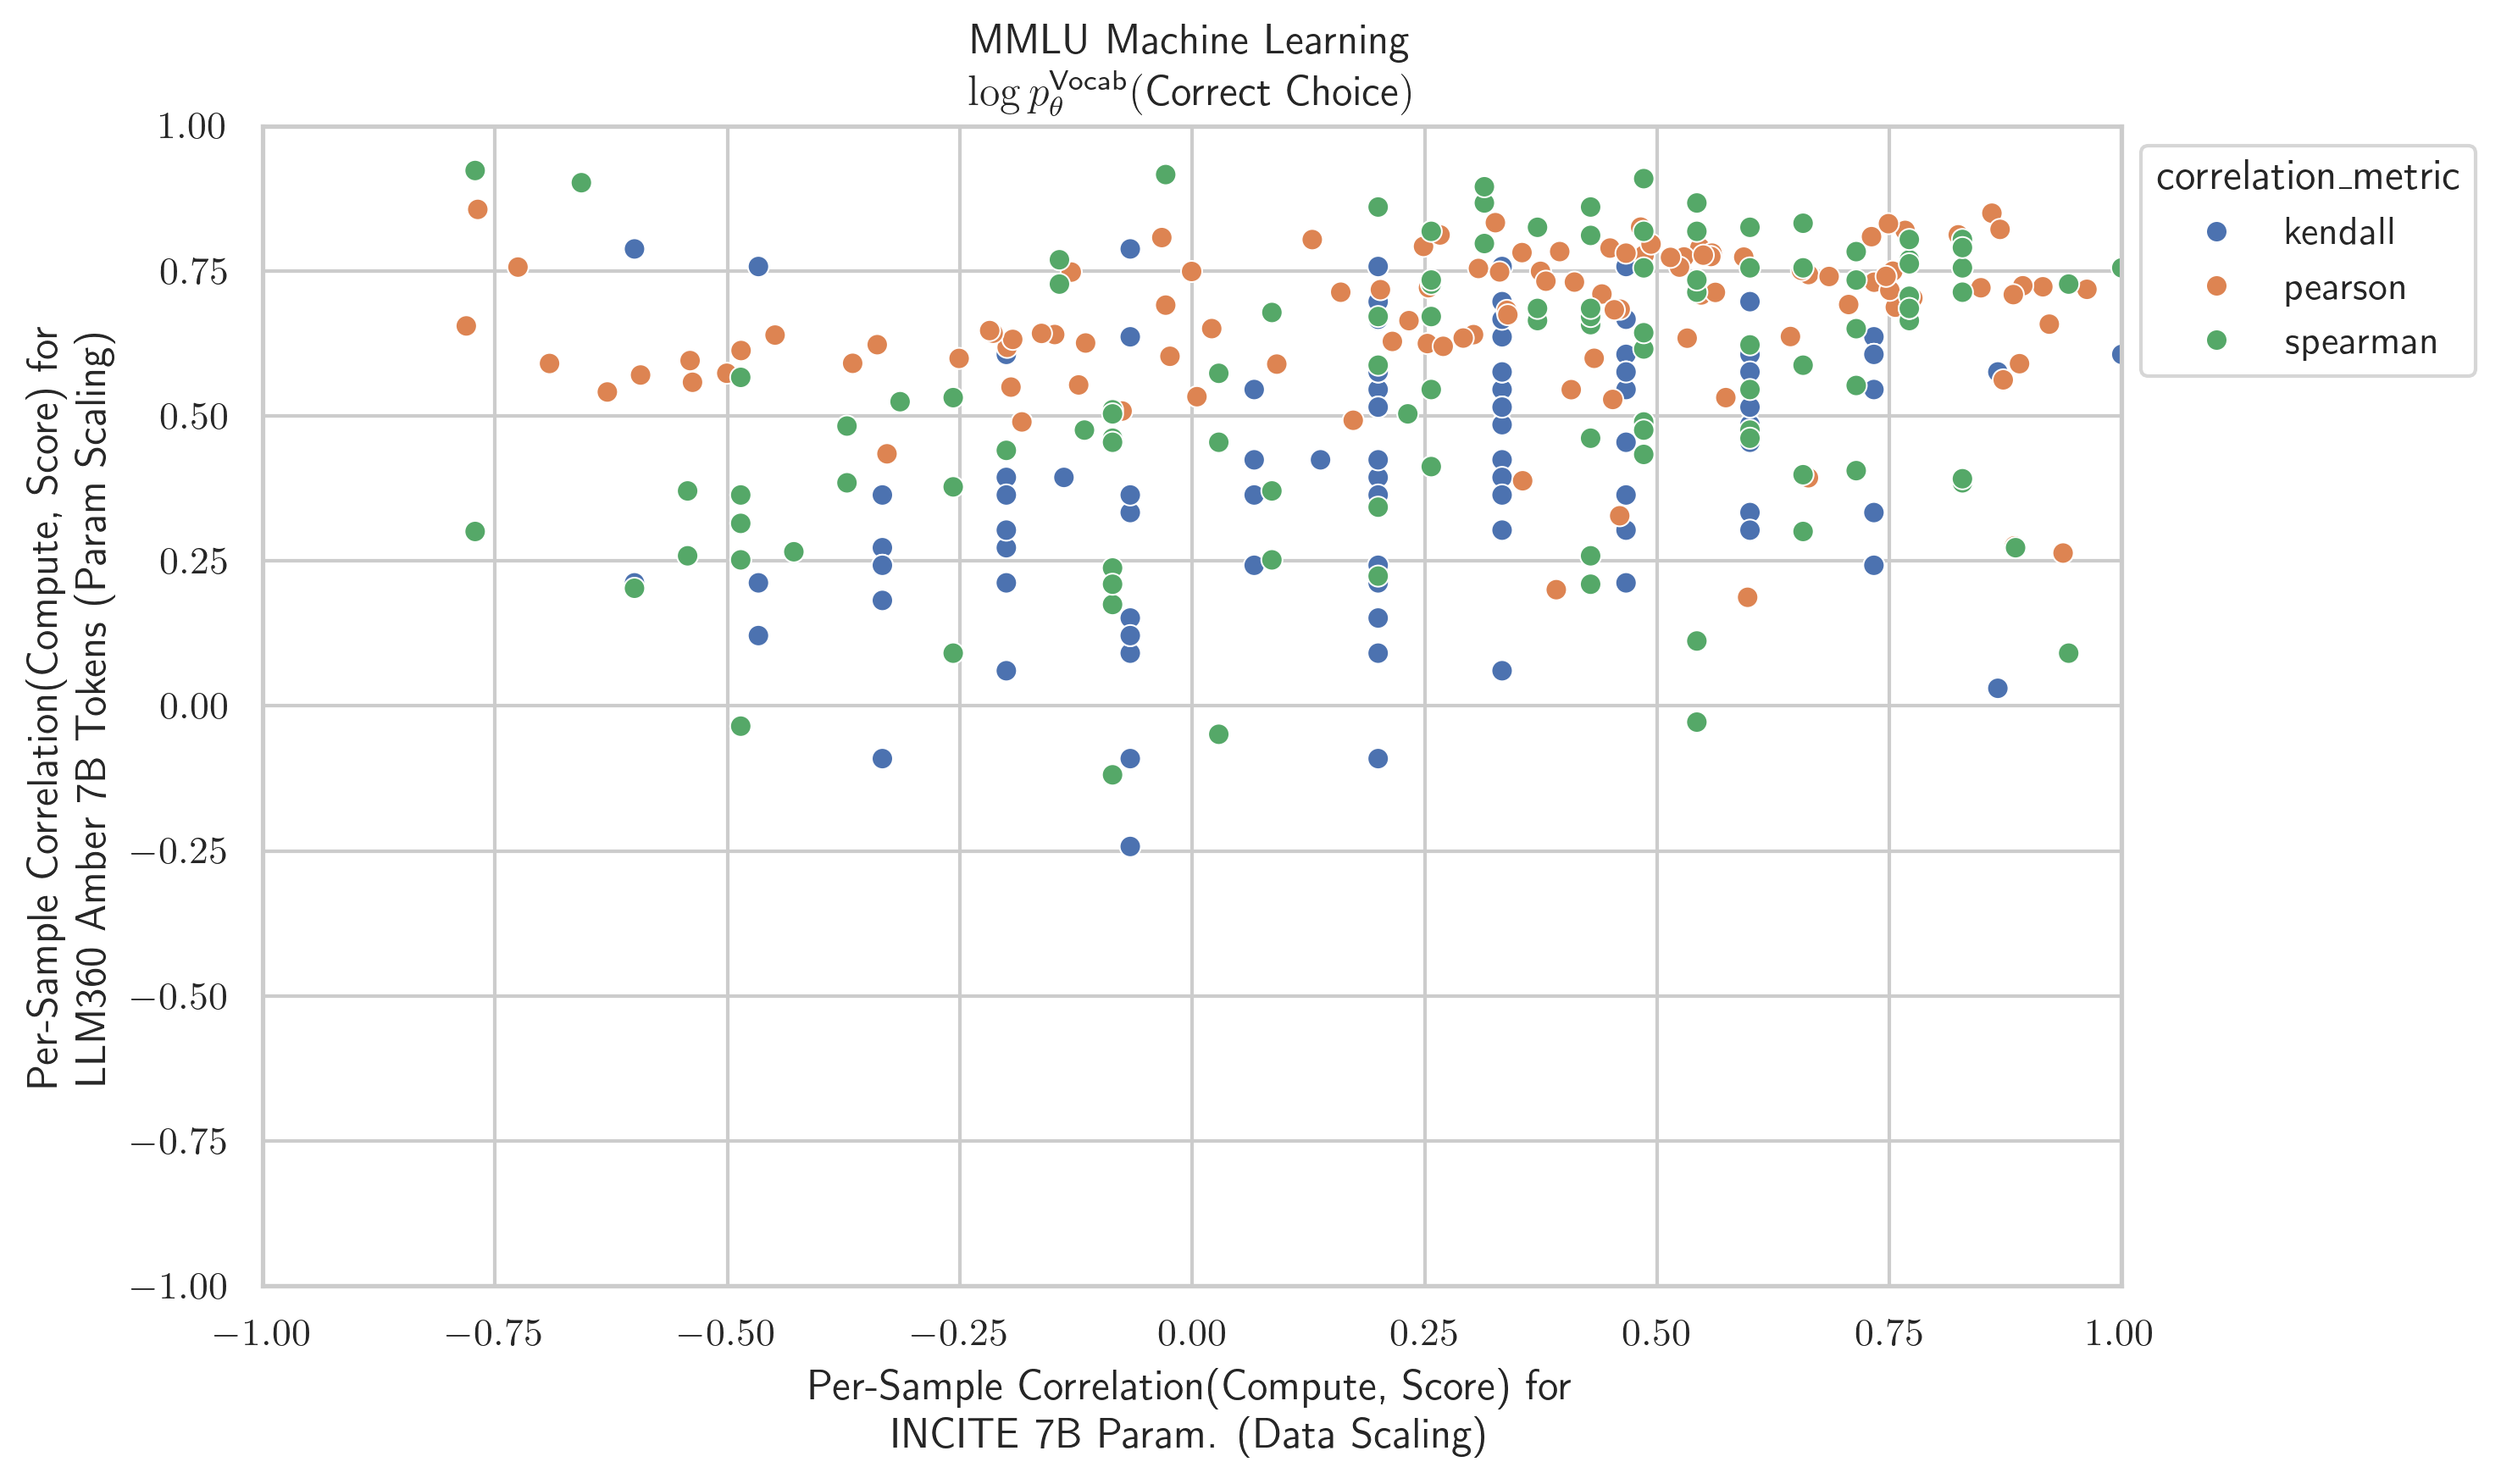 MMLU Machine Learning
log p_θ^Vocab(Correct Choice)
1.00
0.75
0.50
0.25
0.00
−0.25
−0.50
−0.75
−1.00
Per-Sample Correlation(Compute, Score) for
LLM360 Amber 7B Tokens (Param Scaling)
correlation_metric
kendall
pearson
spearman
−1.00 −0.75 −0.50 −0.25 0.00 0.25 0.50 0.75 1.00
Per-Sample Correlation(Compute, Score) for
INCITE 7B Param. (Data Scaling)